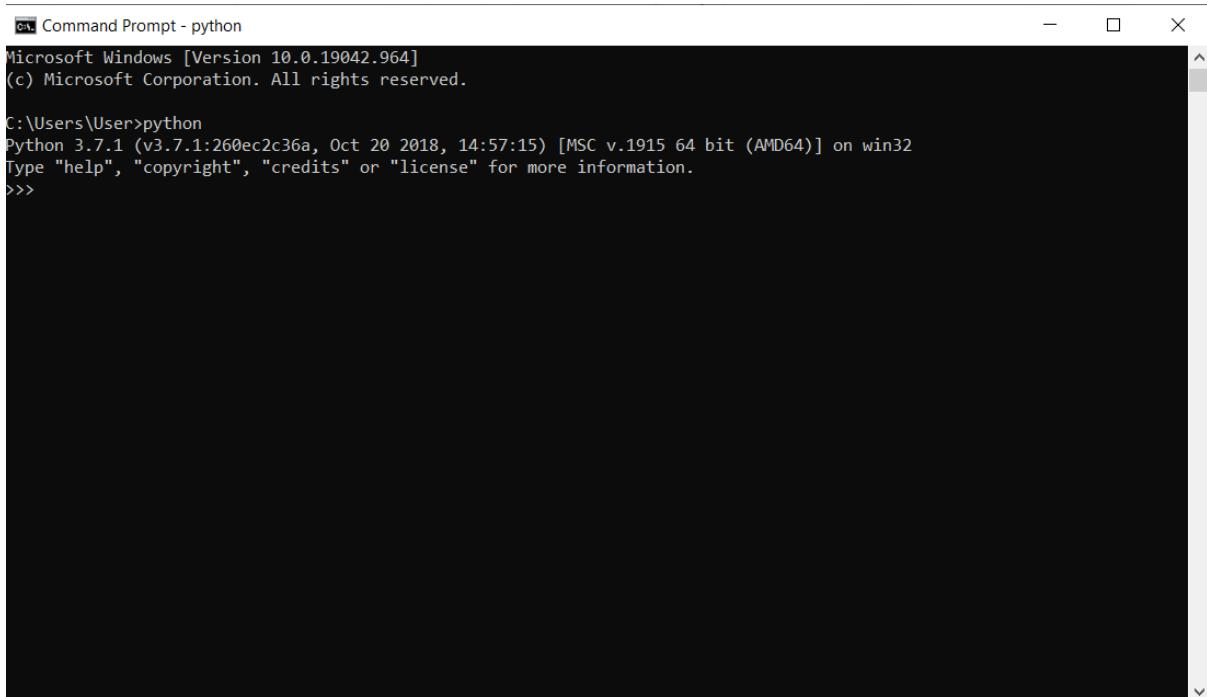 Command Prompt - python
Microsoft Windows [Version 10.0.19042.964]
(c) Microsoft Corporation. All rights reserved.
C:\Users\User>python
Python 3.7.1 (v3.7.1:260ec2c36a, Oct 20 2018, 14:57:15) [MSC v.1915 64 bit (AMD64)] on win32
Type "help", "copyright", "credits" or "license" for more information.
>>>